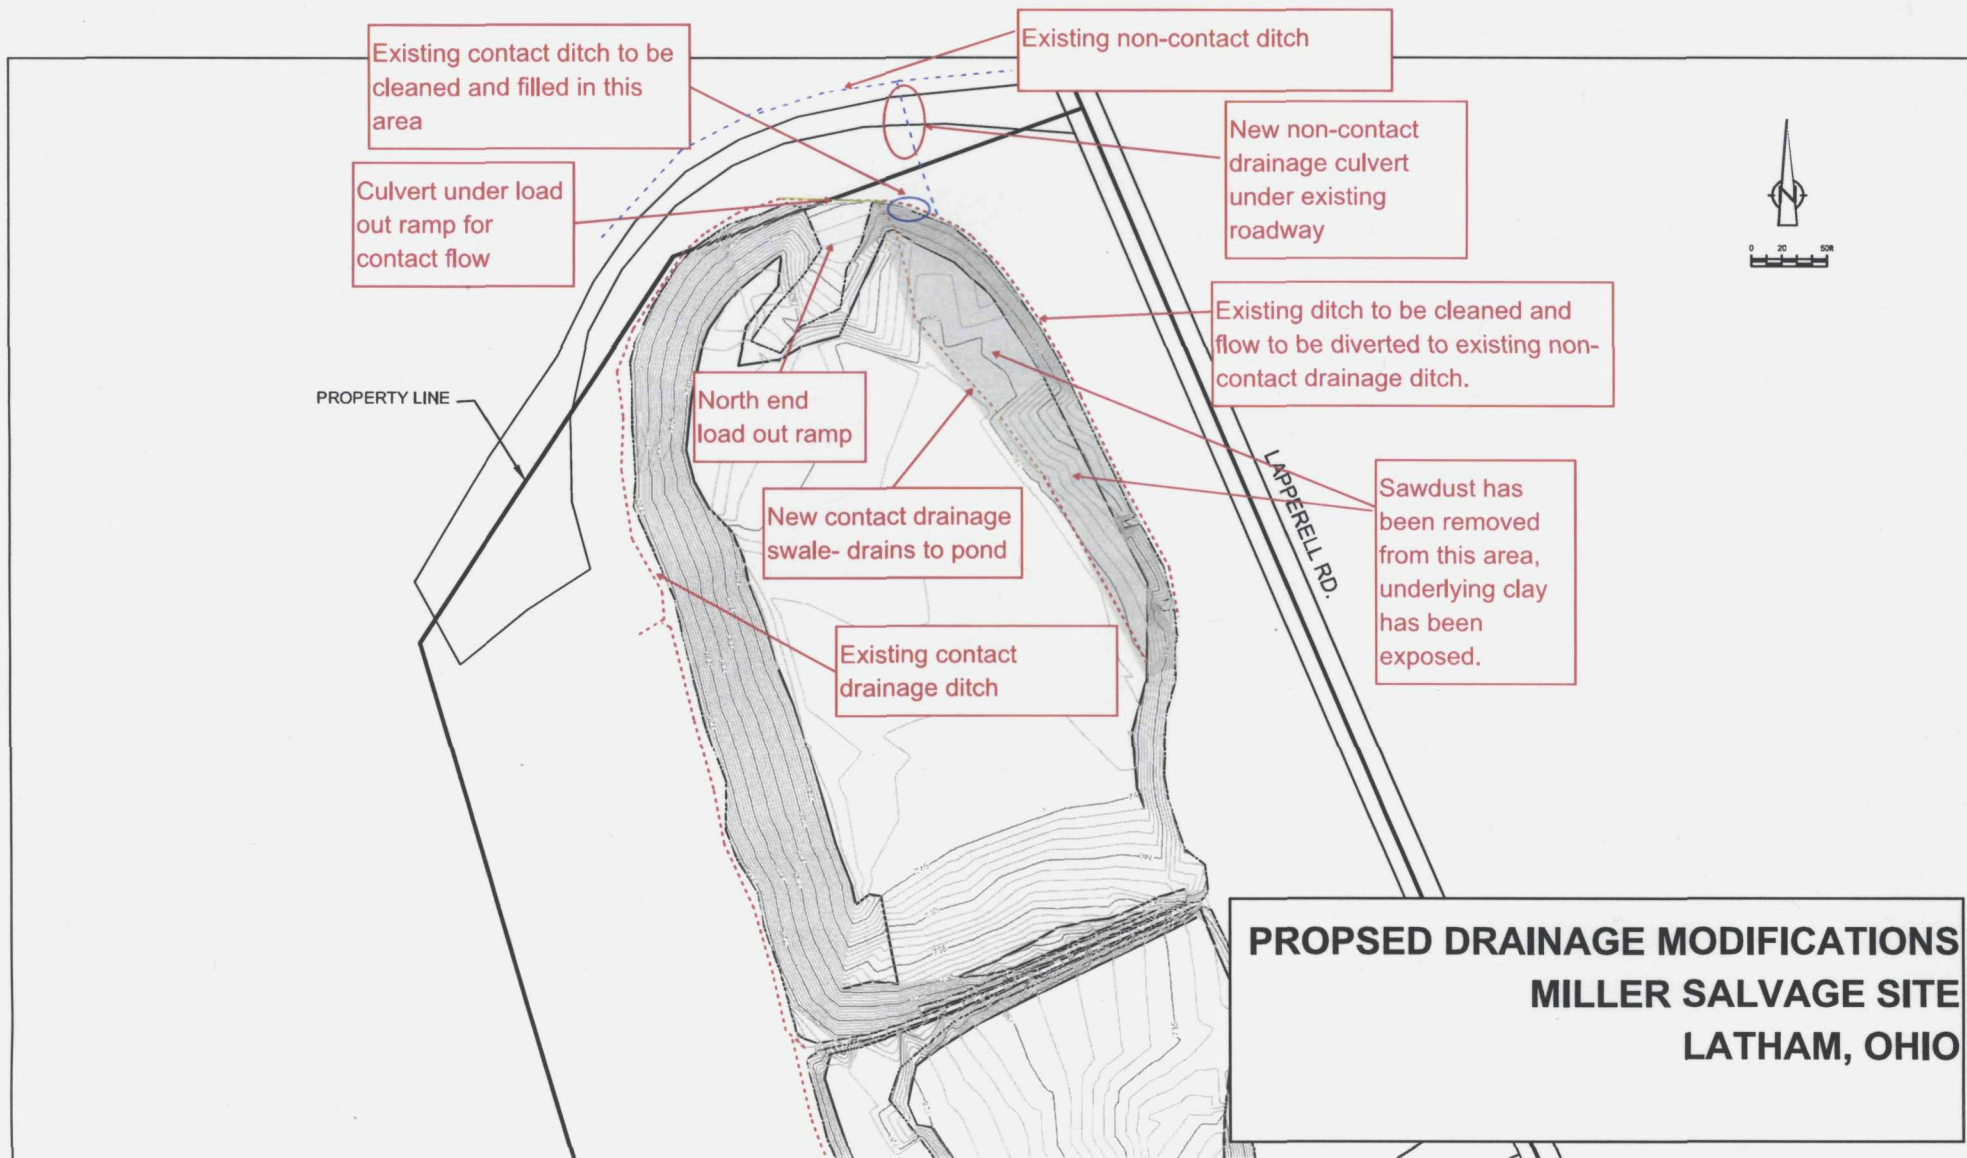 Existing contact ditch to be
cleaned and filled in this
area
Existing non-contact ditch
New non-contact
drainage culvert
under existing
roadway
Culvert under load
out ramp for
contact flow
N
0 20 50ft
Existing ditch to be cleaned and
flow to be diverted to existing non-
contact drainage ditch.
PROPERTY LINE
North end
load out ramp
LAPPERELL RD.
Sawdust has
been removed
from this area,
underlying clay
has been
exposed.
New contact drainage
swale- drains to pond
Existing contact
drainage ditch
PROPSED DRAINAGE MODIFICATIONS
MILLER SALVAGE SITE
LATHAM, OHIO